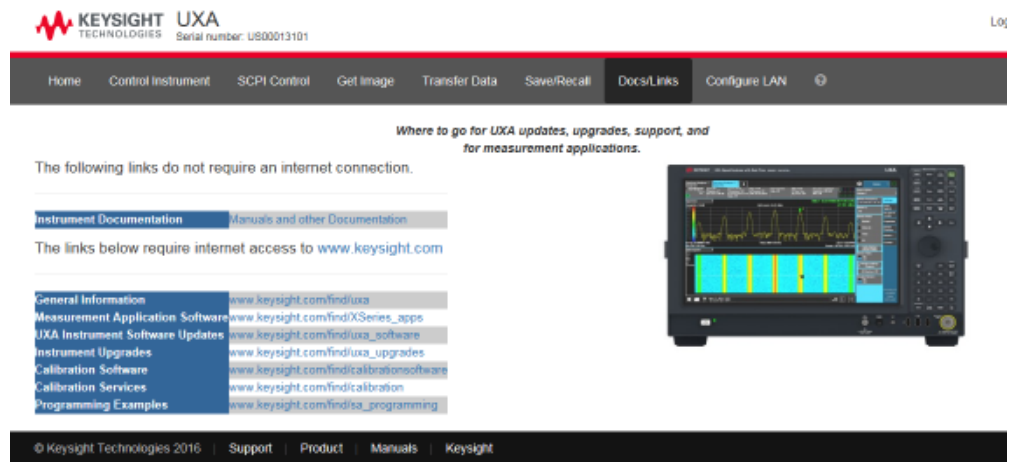 KEYSIGHT UXA
TECHNOLOGIES Serial number: US00013101
Home Control Instrument SCPI Control Get Image Transfer Data Save/Recall Docs/Links Configure LAN
Where to go for UXA updates, upgrades, support, and
for measurement applications.
The following links do not require an internet connection.
Instrument Documentation Manuals and other Documentation
The links below require internet access to www.keysight.com
General Information www.keysight.com/find/uxa
Measurement Application Software www.keysight.com/find/XSeries_apps
UXA Instrument Software Updates www.keysight.com/find/uxa_software
Instrument Upgrades www.keysight.com/find/uxa_upgrades
Calibration Software www.keysight.com/find/calibrationsoftware
Calibration Services www.keysight.com/find/calibration
Programming Examples www.keysight.com/find/sa_programming
© Keysight Technologies 2016 | Support | Product | Manuals | Keysight